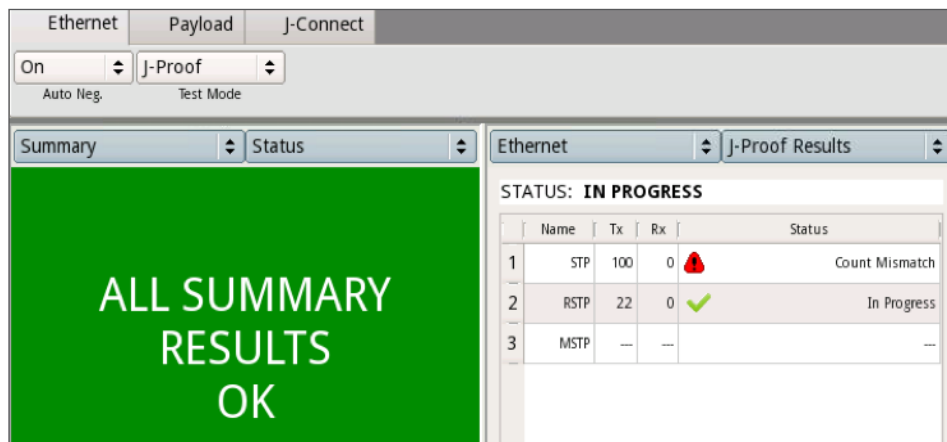 Ethernet Payload J-Connect
On J-Proof
Auto Neg. Test Mode
Summary Status
ALL SUMMARY
RESULTS
OK
Ethernet J-Proof Results
STATUS: IN PROGRESS
Name Tx Rx Status
1 STP 100 0 Count Mismatch
2 RSTP 22 0 In Progress
3 MSTP --- --- ---